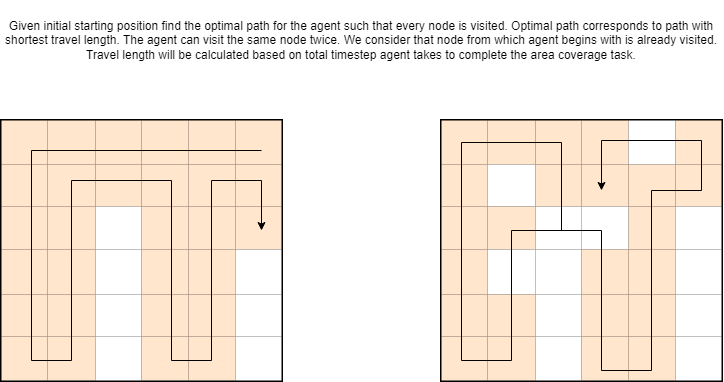 Given initial starting position find the optimal path for the agent such that every node is visited. Optimal path corresponds to path with
shortest travel length. The agent can visit the same node twice. We consider that node from which agent begins with is already visited.
Travel length will be calculated based on total timestep agent takes to complete the area coverage task.